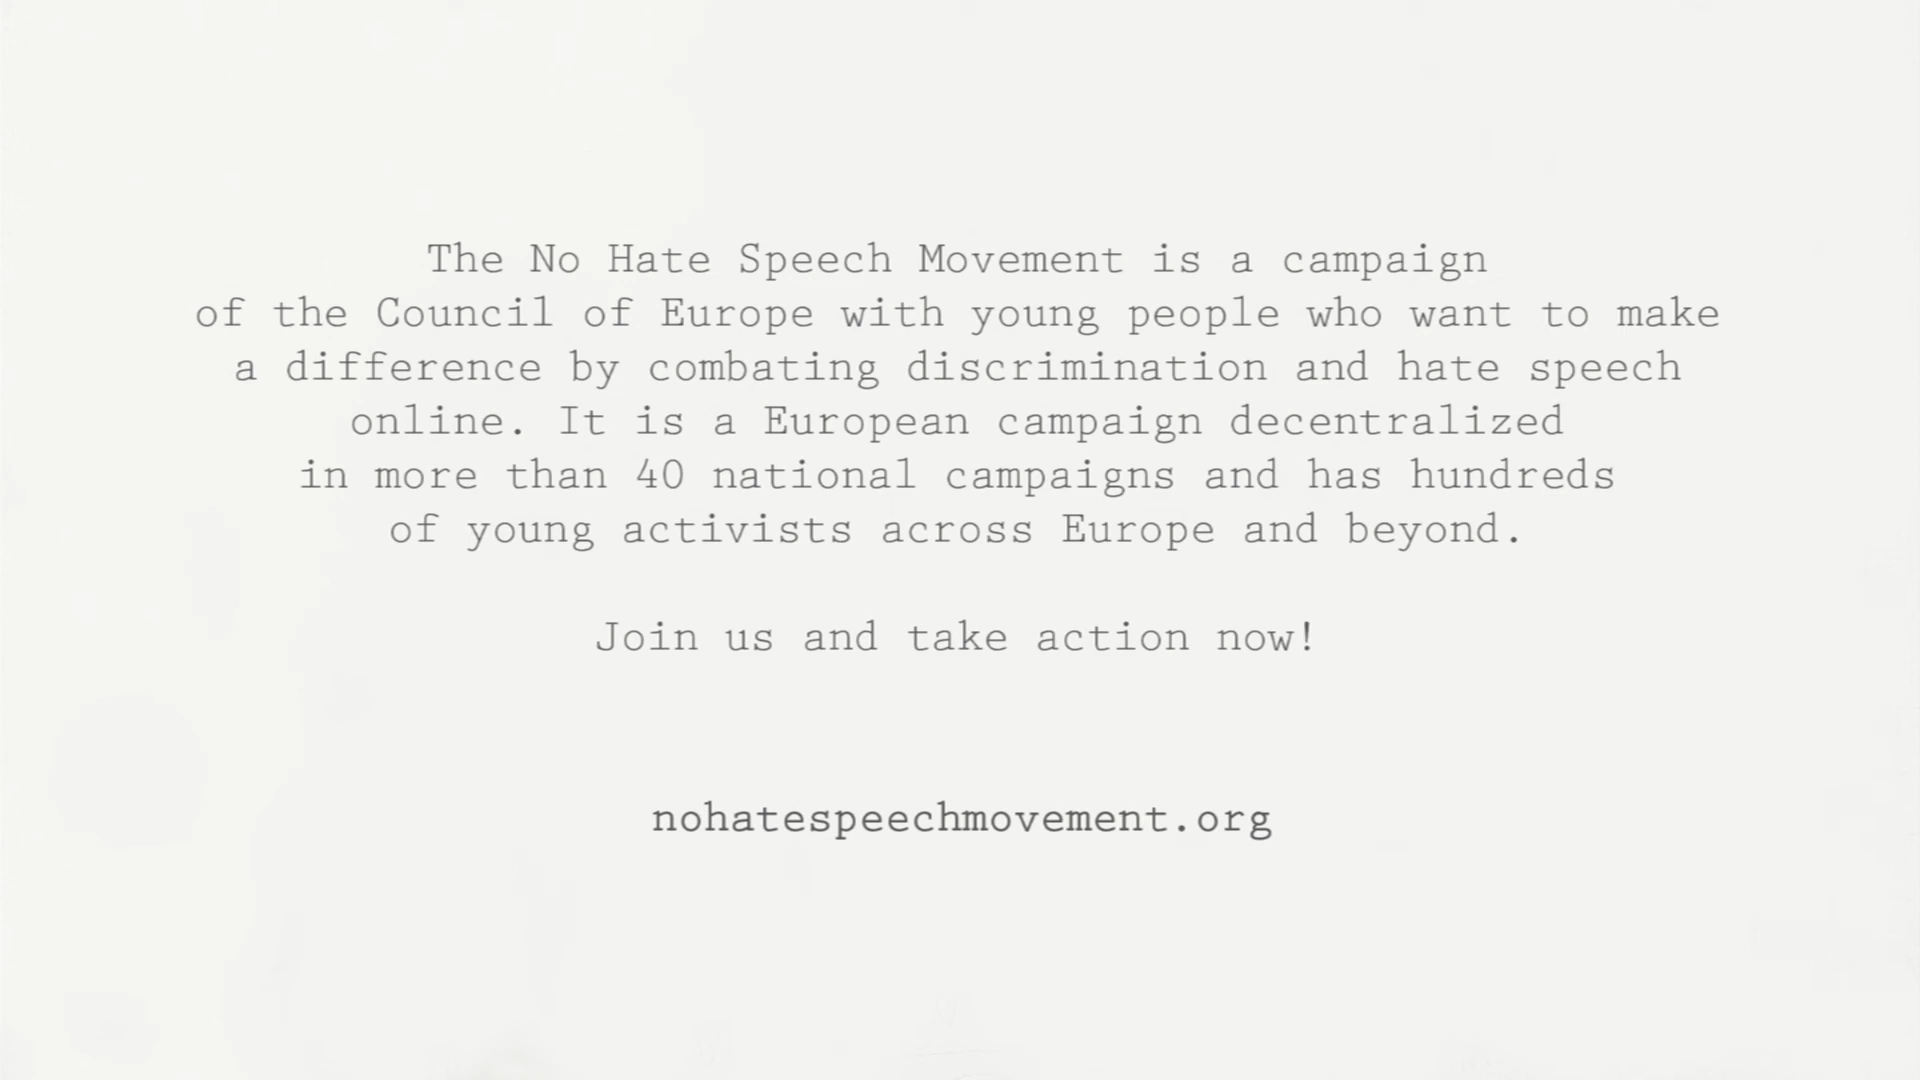 The No Hate Speech Movement is a campaign
of the Council of Europe with young people who want to make
a difference by combating discrimination and hate speech
online. It is a European campaign decentralized
in more than 40 national campaigns and has hundreds
of young activists across Europe and beyond.
Join us and take action now!
nohatespeechmovement.org